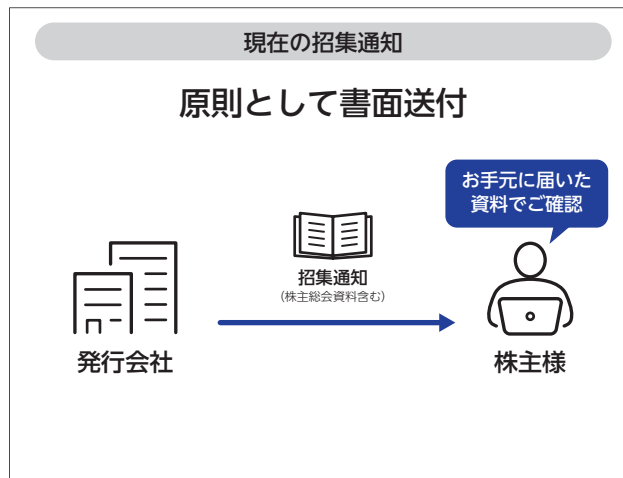 現在の招集通知
原則として書面送付
お手元に届いた
資料でご確認
招集通知
(株主総会資料含む)
発行会社
株主様